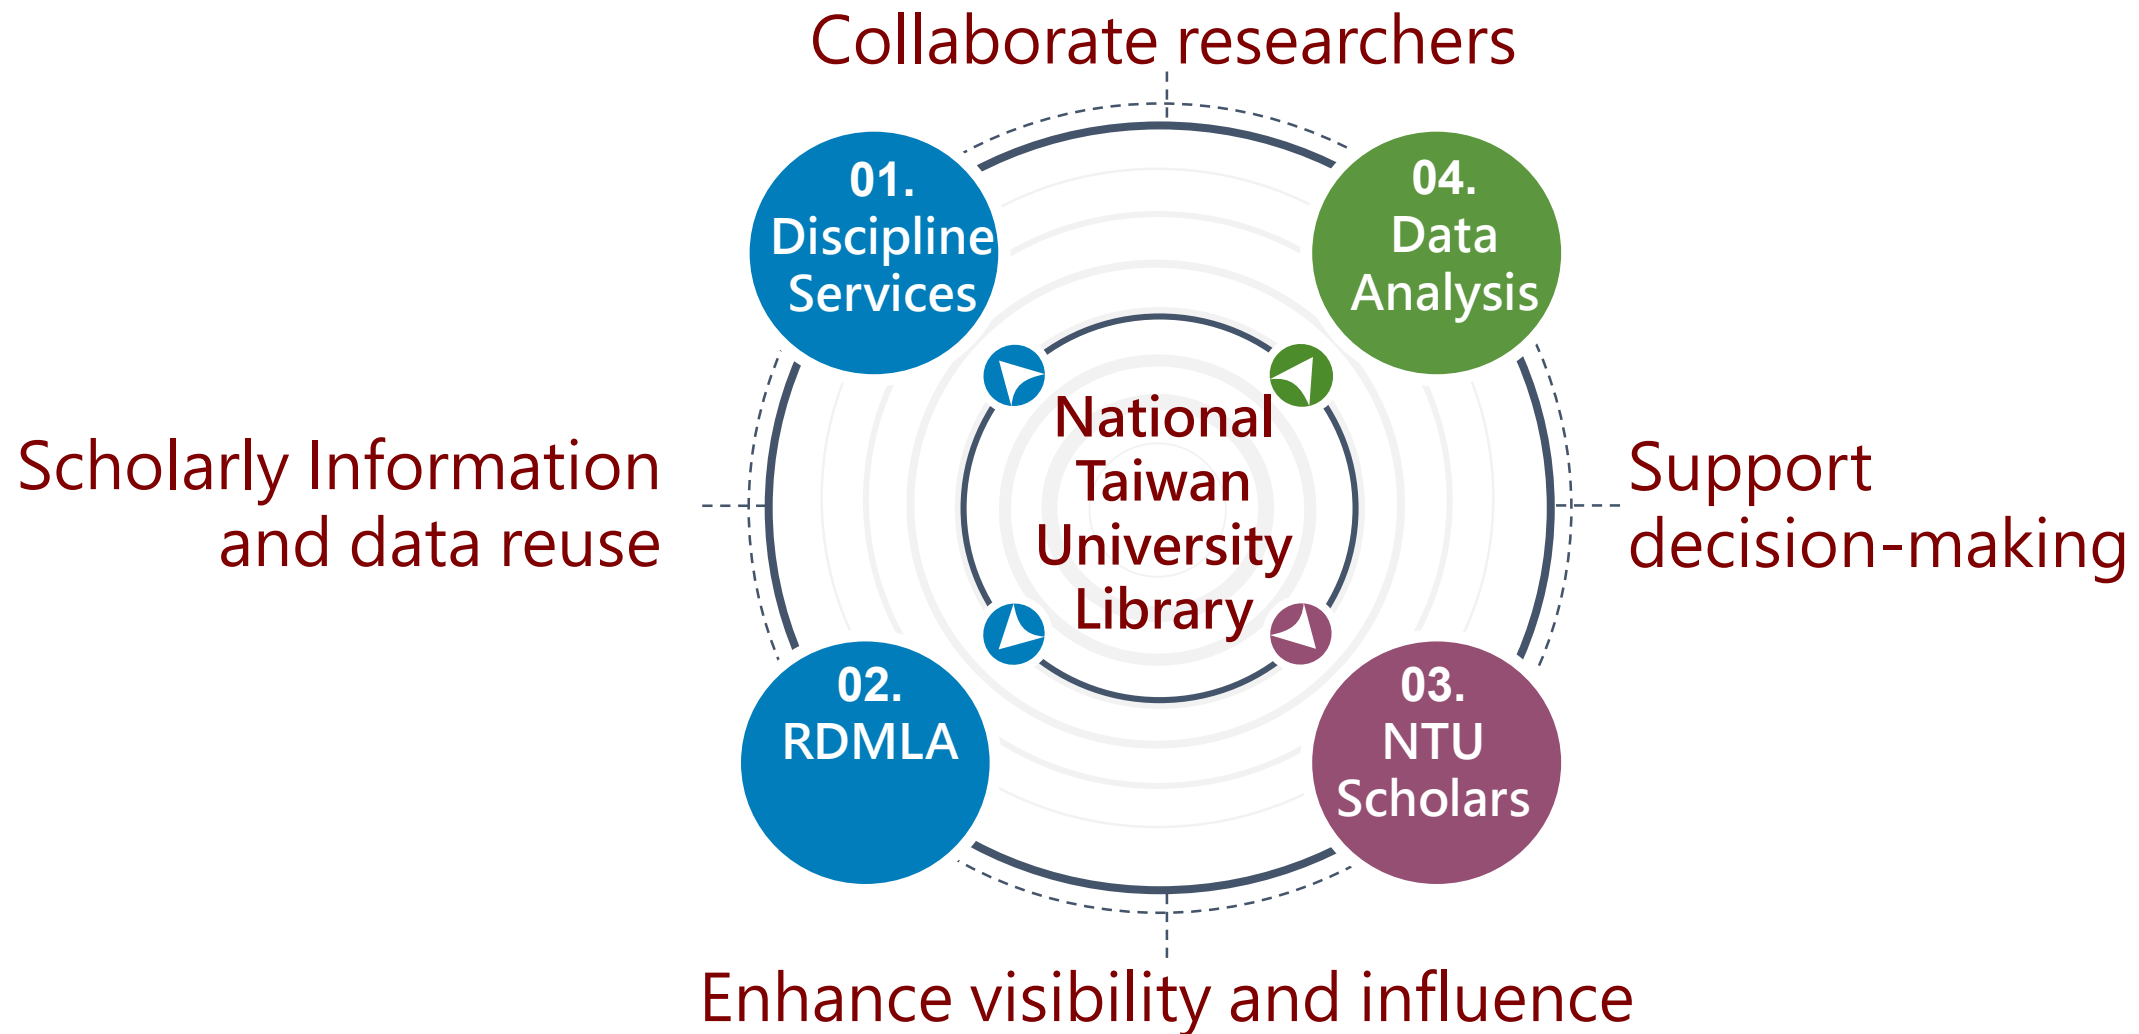 Collaborate researchers
01.
Discipline
Services
04.
Data
Analysis
Scholarly Information
and data reuse
National
Taiwan
University
Library
Support
decision-making
02.
RDMLA
03.
NTU
Scholars
Enhance visibility and influence